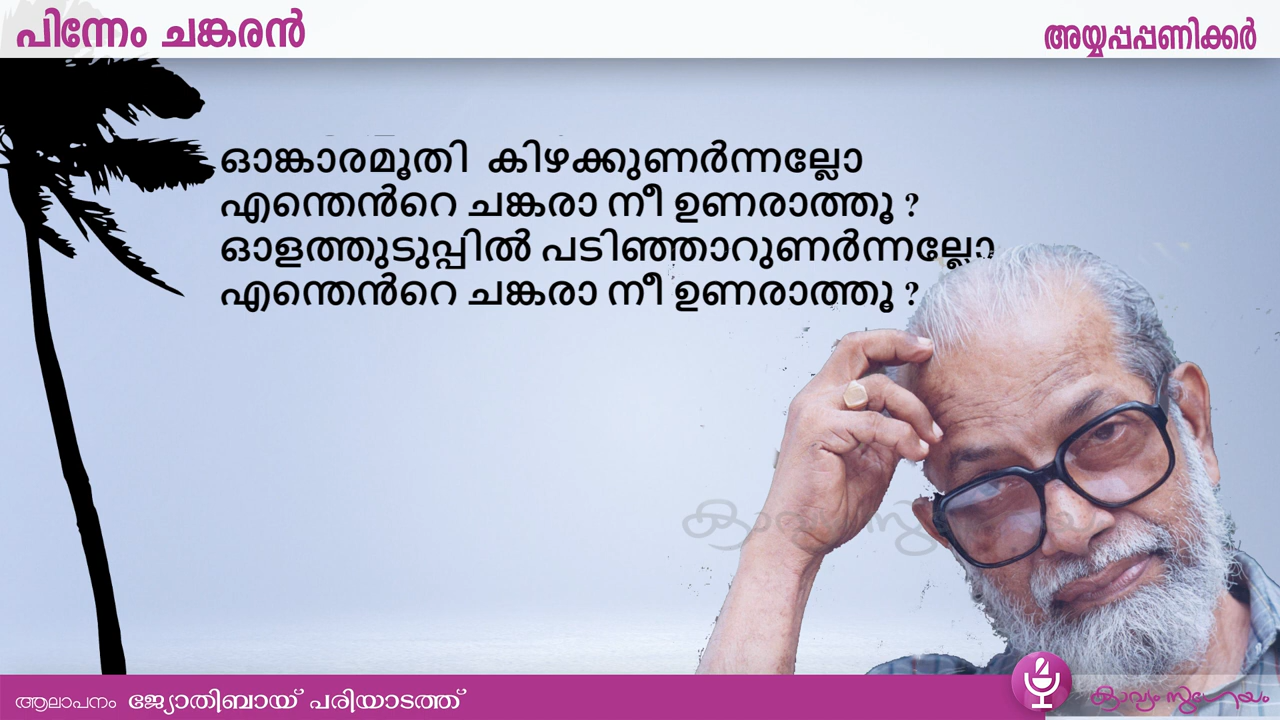 പിന്നേം ചങ്കരൻ
അയ്യപ്പപ്പണിക്കർ
ഓങ്കാരമൂതി കിഴക്കുണർന്നല്ലോ
എന്തെൻറെ ചങ്കരാ നീ ഉണരാത്തൂ ?
ഓളത്തുടുപ്പിൽ പടിഞ്ഞാറുണർന്നല്ലോ
എന്തെൻറെ ചങ്കരാ നീ ഉണരാത്തൂ ?
ആലാപനം ജ്യോതിബായ് പരിയാടത്ത്
കാവ്യം സുഗേയം